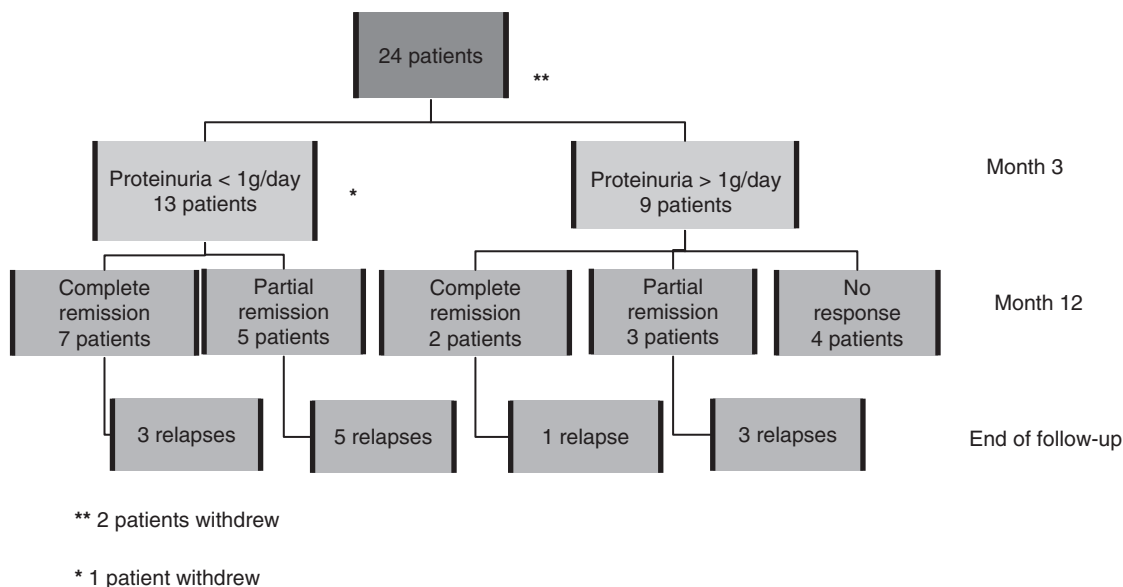 24 patients
**
Proteinuria < 1g/day
13 patients
*
Proteinuria > 1g/day
9 patients
Month 3
Complete
remission
7 patients
Partial
remission
5 patients
Complete
remission
2 patients
Partial
remission
3 patients
No
response
4 patients
Month 12
3 relapses
5 relapses
1 relapse
3 relapses
End of follow-up
** 2 patients withdrew
* 1 patient withdrew